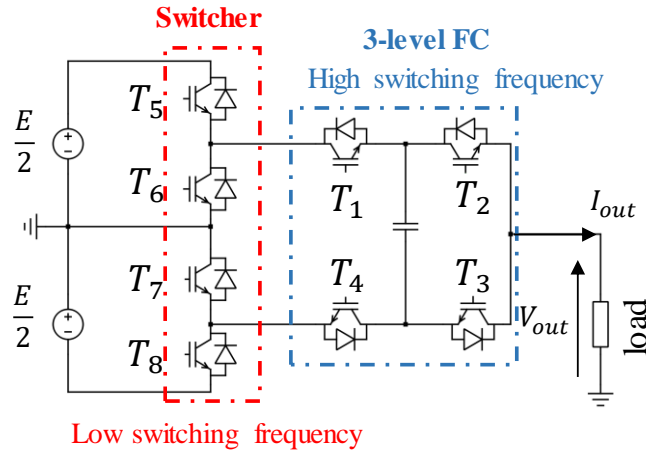 Switcher
3-level FC
High switching frequency
T5
E/2
T6
T1
T2
Iout
T7
T4
T3
E/2
Vout
load
T8
Low switching frequency